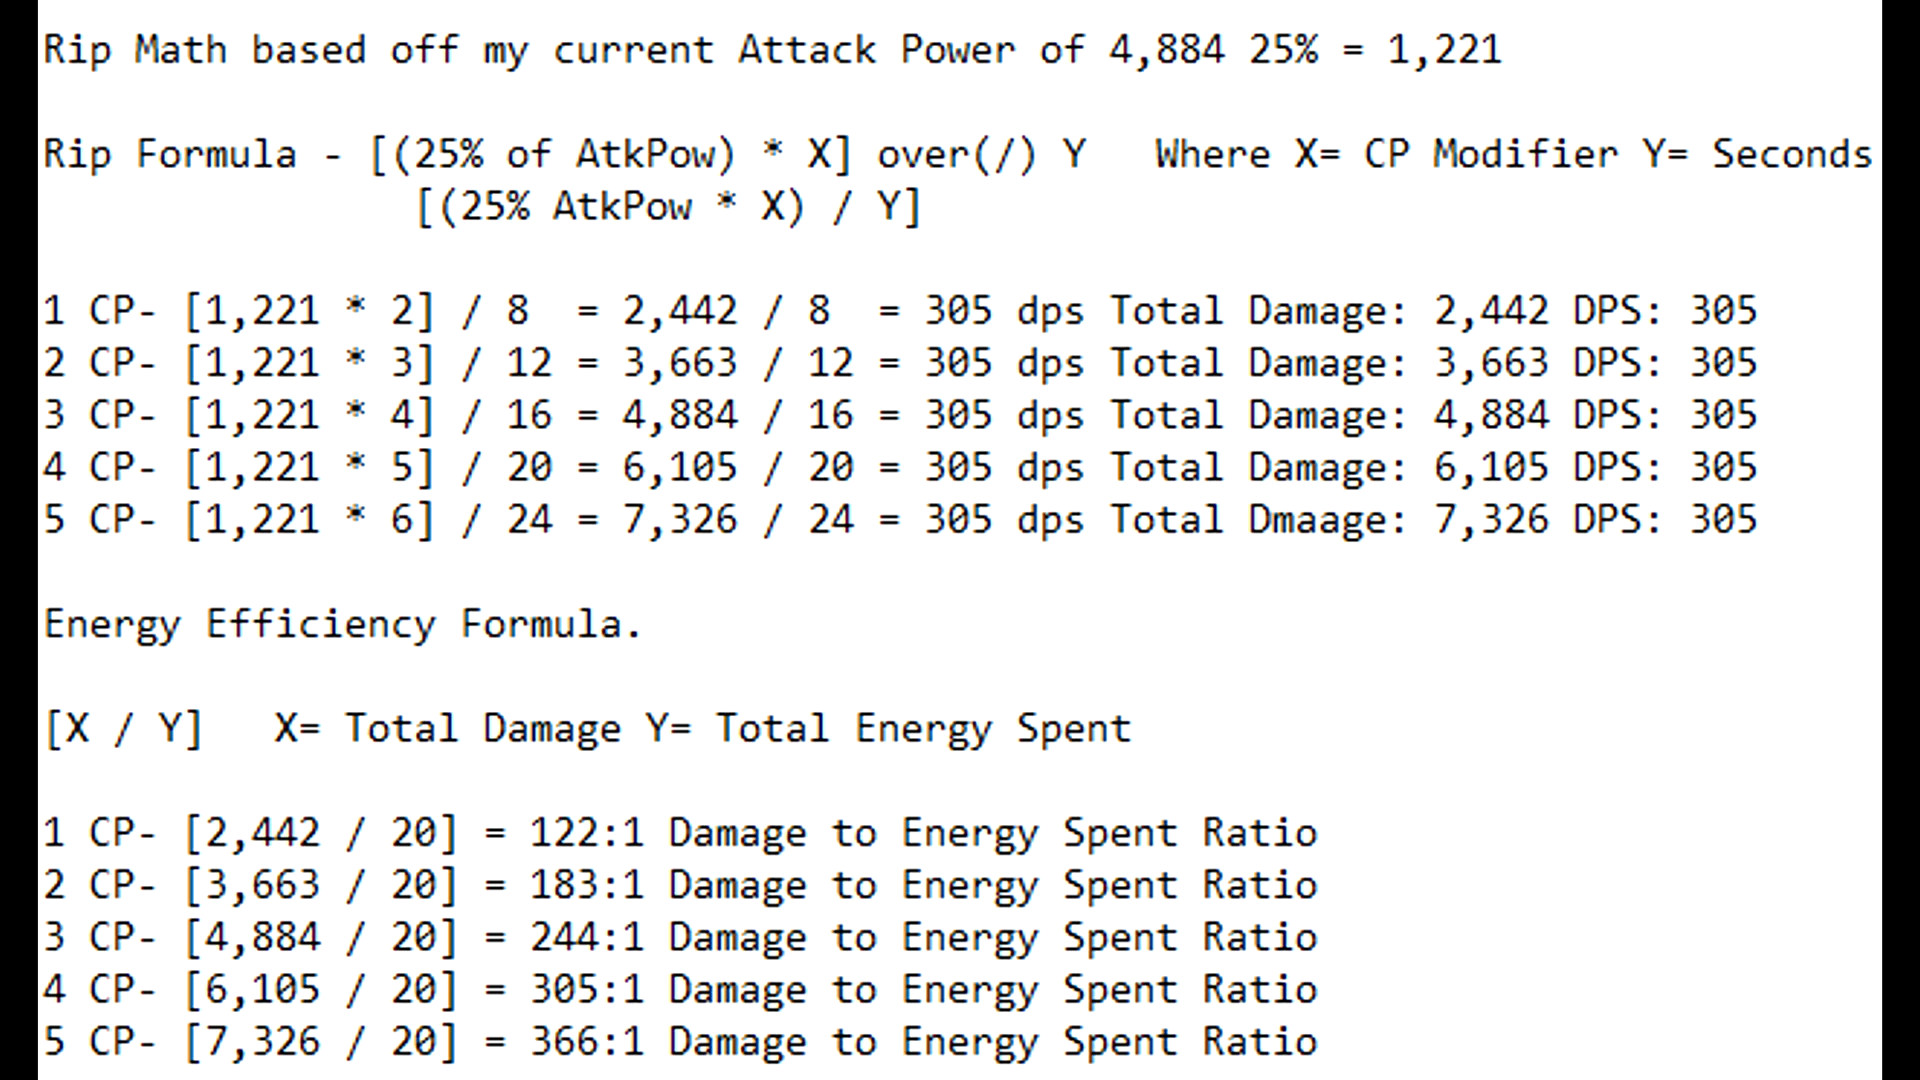 Rip Math based off my current Attack Power of 4,884 25% = 1,221
Rip Formula - [(25% of AtkPow) * X] over(/) Y   Where X= CP Modifier Y= Seconds
[(25% AtkPow * X) / Y]
1 CP- [1,221 * 2] / 8  = 2,442 / 8  = 305 dps Total Damage: 2,442 DPS: 305
2 CP- [1,221 * 3] / 12 = 3,663 / 12 = 305 dps Total Damage: 3,663 DPS: 305
3 CP- [1,221 * 4] / 16 = 4,884 / 16 = 305 dps Total Damage: 4,884 DPS: 305
4 CP- [1,221 * 5] / 20 = 6,105 / 20 = 305 dps Total Damage: 6,105 DPS: 305
5 CP- [1,221 * 6] / 24 = 7,326 / 24 = 305 dps Total Dmaage: 7,326 DPS: 305
Energy Efficiency Formula.
[X / Y]   X= Total Damage Y= Total Energy Spent
1 CP- [2,442 / 20] = 122:1 Damage to Energy Spent Ratio
2 CP- [3,663 / 20] = 183:1 Damage to Energy Spent Ratio
3 CP- [4,884 / 20] = 244:1 Damage to Energy Spent Ratio
4 CP- [6,105 / 20] = 305:1 Damage to Energy Spent Ratio
5 CP- [7,326 / 20] = 366:1 Damage to Energy Spent Ratio